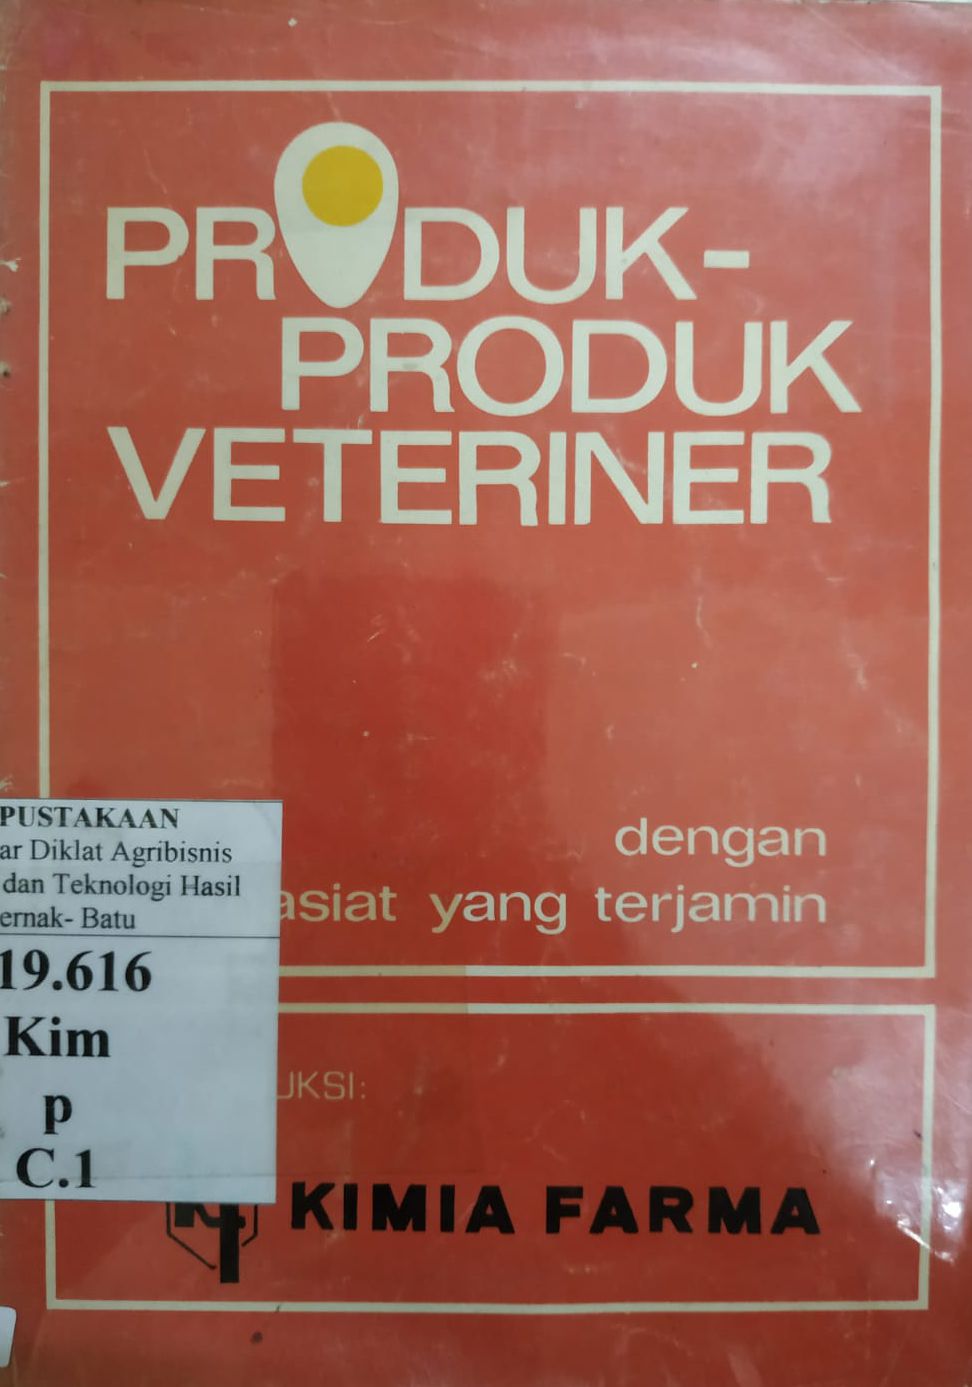 PRODUK-
PRODUK
VETERINER
dengan
asiat yang terjamin
PUSTAKAAN
ar Diklat Agribisnis
dan Teknologi Hasil
ernak- Batu
19.616
Kim
p
C.1
UKSI:
KIMIA FARMA